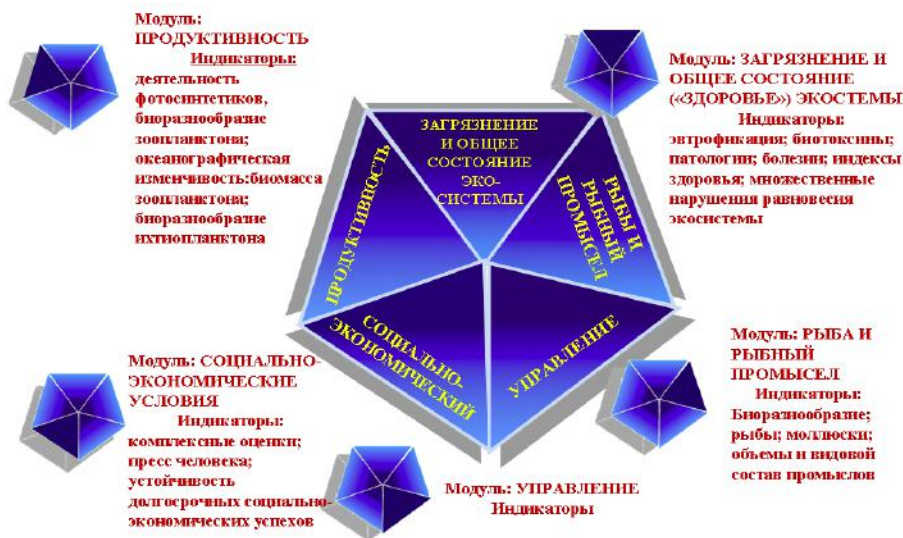 Модуль:
ПРОДУКТИВНОСТЬ
Индикаторы:
деятельность
фотосинтетиков,
биоразнообразие
зоопланктона;
океанографическая
изменчивость:биомасса
зоопланктона;
биоразнообразие
ихтиопланктона
Модуль: ЗАГРЯЗНЕНИЕ И
ОБЩЕЕ СОСТОЯНИЕ
(«ЗДОРОВЬЕ») ЭКОСТЕМЫ
Индикаторы:
эвтрофикация; биотоксины;
патологии; болезни; индексы
здоровья; множественные
нарушения равновесия
экосистемы
ЗАГРЯЗНЕНИЕ
И ОБЩЕЕ
СОСТОЯНИЕ
ЭКО-
СИСТЕМЫ
ПРОДУКТИВНОСТЬ
РЫБЫ И
РЫБНЫЙ
ПРОМЫСЕЛ
СОЦИАЛЬНО-
ЭКОНОМИЧЕСКИЙ
УПРАВЛЕНИЕ
Модуль: СОЦИАЛЬНО-
ЭКОНОМИЧЕСКИЕ
УСЛОВИЯ
Индикаторы:
комплексные оценки;
пресс человека;
устойчивость
долгосрочных социально-
экономических успехов
Модуль: УПРАВЛЕНИЕ
Индикаторы
Модуль: РЫБА И
РЫБНЫЙ
ПРОМЫСЕЛ
Индикаторы:
Биоразнообразие;
рыбы; моллюски;
объемы и видовой
состав промыслов